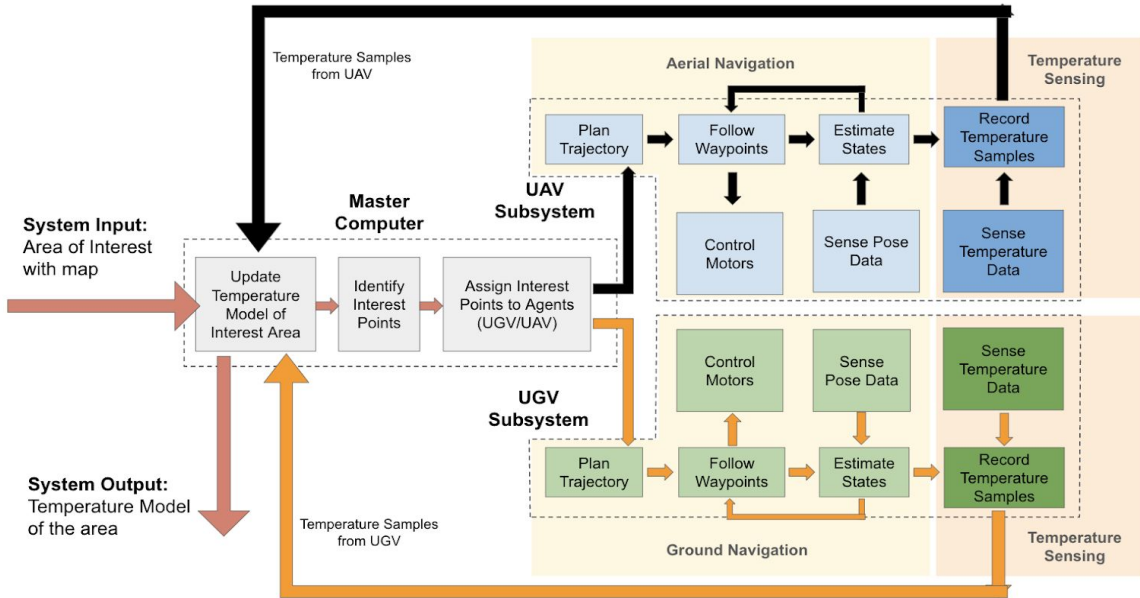 Temperature Samples
from UAV
Aerial Navigation
Temperature
Sensing
Plan
Trajectory
Follow
Waypoints
Estimate
States
Record
Temperature
Samples
UAV
Subsystem
Control
Motors
Sense Pose
Data
Sense
Temperature
Data
System Input:
Area of Interest
with map
Master
Computer
Update
Temperature
Model of
Interest Area
Identify
Interest
Points
Assign Interest
Points to Agents
(UGV/UAV)
UGV
Subsystem
Control
Motors
Sense
Pose Data
Sense
Temperature
Data
Plan
Trajectory
Follow
Waypoints
Estimate
States
Record
Temperature
Samples
System Output:
Temperature Model
of the area
Temperature Samples
from UGV
Ground Navigation
Temperature
Sensing